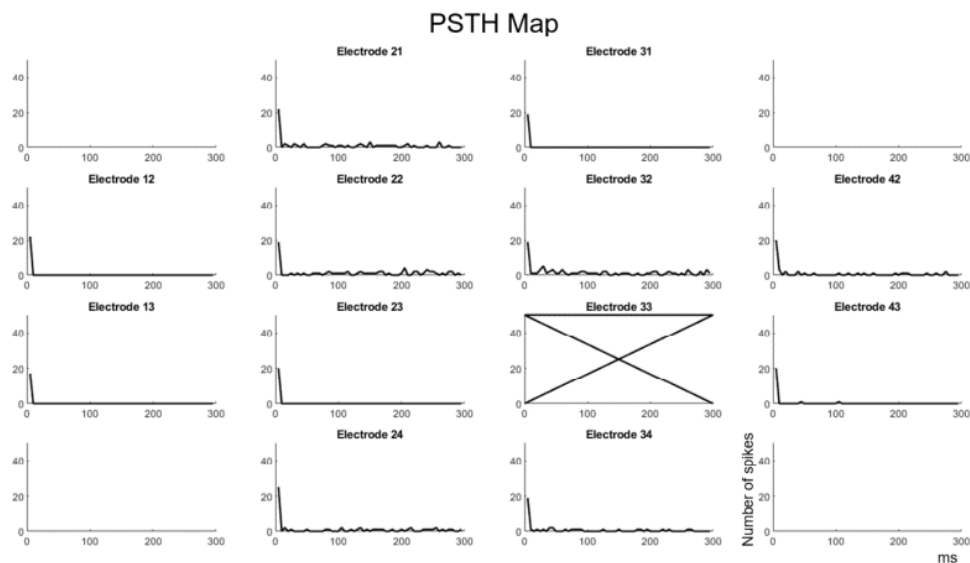 PSTH Map
Electrode 21 Electrode 31
40 40 40 40
20 20 20 20
0 0 0 0
0 100 200 300 0 100 200 300 0 100 200 300 0 100 200 300
Electrode 12 Electrode 22 Electrode 32 Electrode 42
40 40 40 40
20 20 20 20
0 0 0 0
0 100 200 300 0 100 200 300 0 100 200 300 0 100 200 300
Electrode 13 Electrode 23 Electrode 33 Electrode 43
40 40 40 40
20 20 20 20
0 0 0 0
0 100 200 300 0 100 200 300 0 100 200 300 0 100 200 300
Electrode 24 Electrode 34
40 40 40 40
20 20 20 20
0 0 0 0
0 100 200 300 0 100 200 300 0 100 200 300 0 100 200 300
Number of spikes
ms